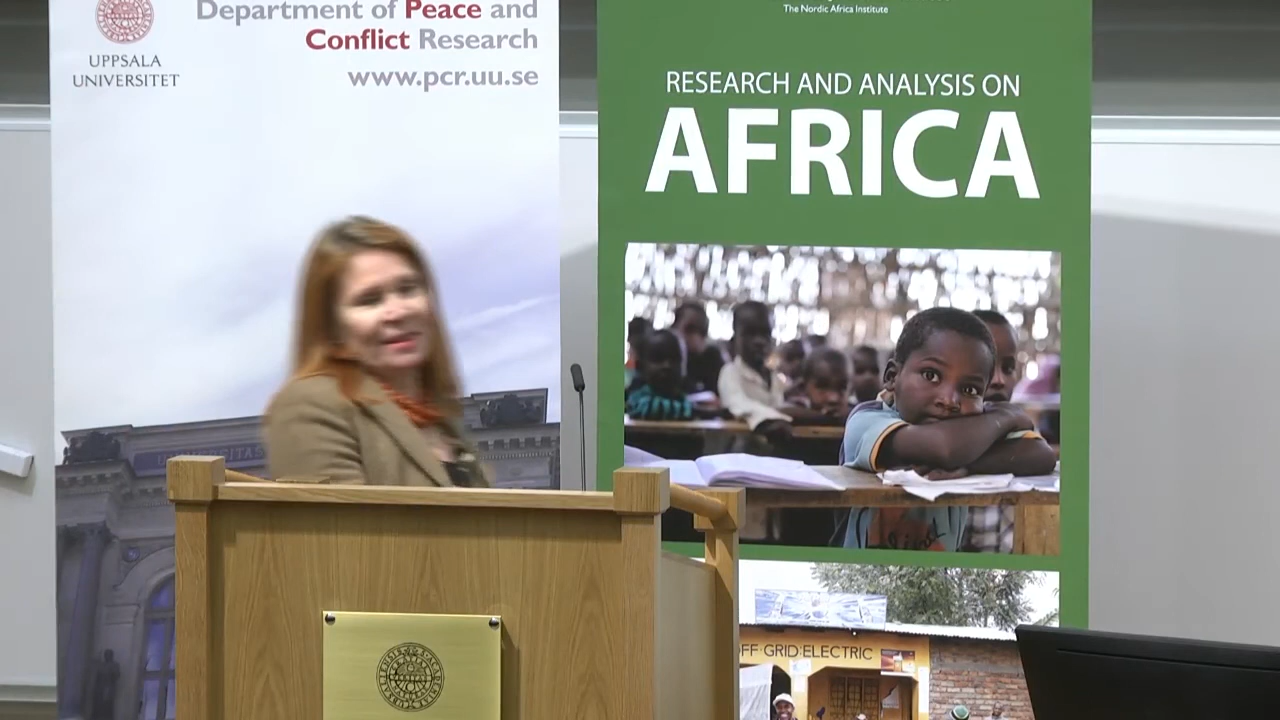 UPPSALA
UNIVERSITET
Department of Peace and
Conflict Research
www.pcr.uu.se
The Nordic Africa Institute
RESEARCH AND ANALYSIS ON
AFRICA
OFF·GRID:ELECTRIC